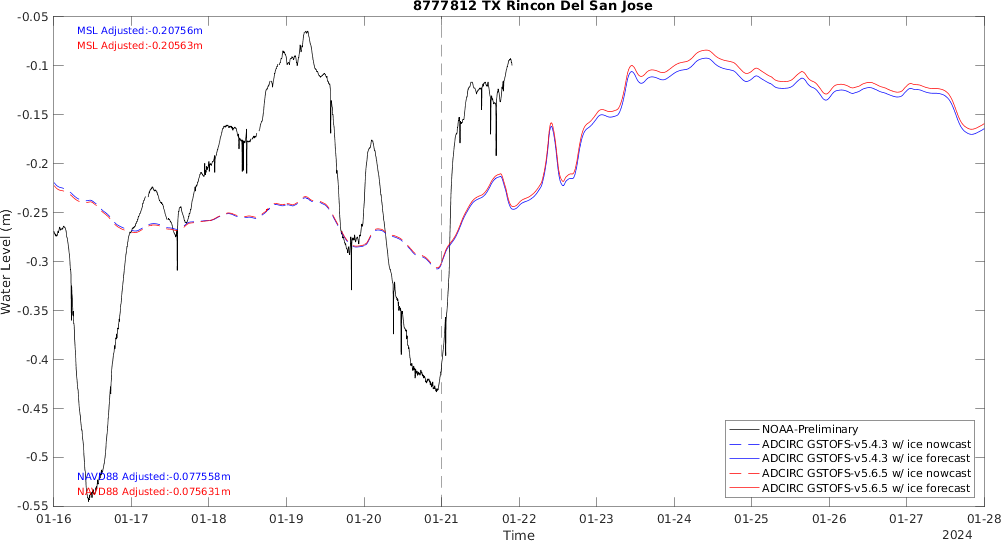 8777812 TX Rincon Del San Jose
MSL Adjusted:-0.20756m
MSL Adjusted:-0.20563m
-0.05
-0.1
-0.15
-0.2
-0.25
-0.3
-0.35
-0.4
-0.45
-0.5
-0.55
Water Level (m)
NAVD88 Adjusted:-0.077558m
NAVD88 Adjusted:-0.075631m
NOAA-Preliminary
ADCIRC GSTOFS-v5.4.3 w/ ice nowcast
ADCIRC GSTOFS-v5.4.3 w/ ice forecast
ADCIRC GSTOFS-v5.6.5 w/ ice nowcast
ADCIRC GSTOFS-v5.6.5 w/ ice forecast
01-16 01-17 01-18 01-19 01-20 01-21 01-22 01-23 01-24 01-25 01-26 01-27 01-28
Time
2024